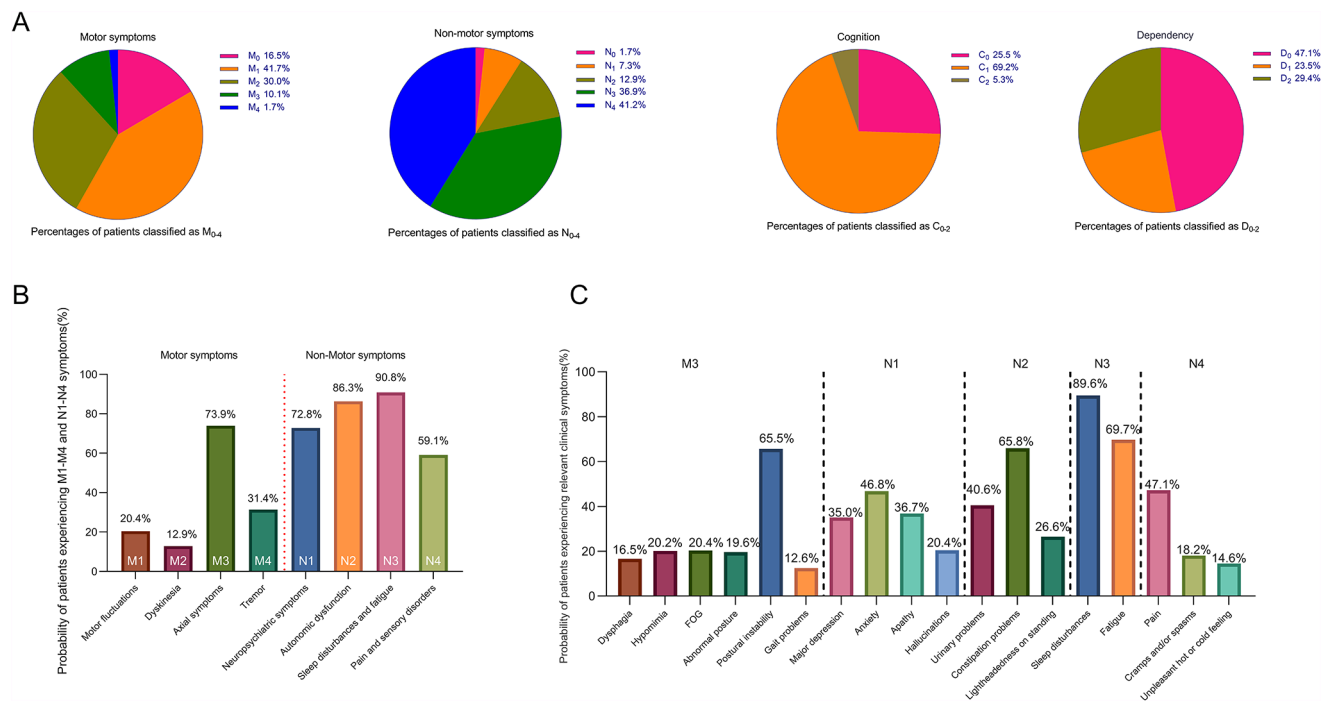 A
Motor symptoms
M0 16.5%
M1 41.7%
M2 30.0%
M3 10.1%
M4 1.7%
Percentages of patients classified as M0-4
Non-motor symptoms
N0 1.7%
N1 7.3%
N2 12.9%
N3 36.9%
N4 41.2%
Percentages of patients classified as N0-4
Cognition
C0 25.5 %
C1 69.2%
C2 5.3%
Percentages of patients classified as C0-2
Dependency
D0 47.1%
D1 23.5%
D2 29.4%
Percentages of patients classified as D0-2
B
Probability of patients experiencing M1-M4 and N1-N4 symptoms(%)
Motor symptoms
Non-Motor symptoms
100
80
60
40
20
0
20.4%
12.9%
73.9%
31.4%
72.8%
86.3%
90.8%
59.1%
M1
M2
M3
M4
N1
N2
N3
N4
Motor fluctuations
Dyskinesia
Axial symptoms
Tremor
Neuropsychiatric symptoms
Autonomic dysfunction
Sleep disturbances and fatigue
Pain and sensory disorders
C
Probability of patients experiencing relevant clinical symptoms(%)
M3
N1
N2
N3
N4
100
80
60
40
20
0
16.5%
20.2%
20.4%
19.6%
65.5%
12.6%
35.0%
46.8%
36.7%
20.4%
40.6%
65.8%
26.6%
89.6%
69.7%
47.1%
18.2%
14.6%
Dysphagia
Hypomimia
FOG
Abnormal posture
Postural instability
Gait problems
Major depression
Anxiety
Apathy
Hallucinations
Urinary problems
Constipation problems
Lightheadedness on standing
Sleep disturbances
Fatigue
Pain
Cramps and/or spasms
Unpleasant hot or cold feeling